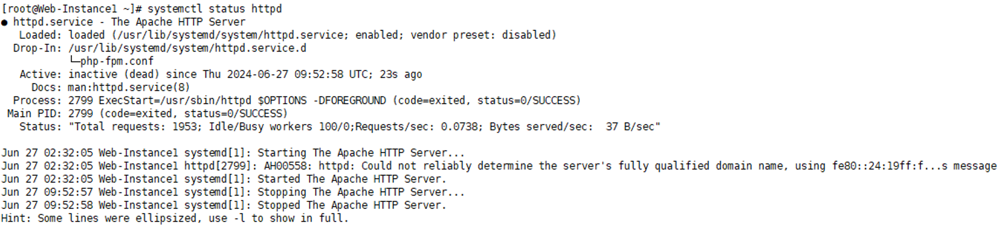 [root@Web-Instance1 ~]# systemctl status httpd
● httpd.service - The Apache HTTP Server
   Loaded: loaded (/usr/lib/systemd/system/httpd.service; enabled; vendor preset: disabled)
  Drop-In: /usr/lib/systemd/system/httpd.service.d
           └─php-fpm.conf
   Active: inactive (dead) since Thu 2024-06-27 09:52:58 UTC; 23s ago
     Docs: man:httpd.service(8)
  Process: 2799 ExecStart=/usr/sbin/httpd $OPTIONS -DFOREGROUND (code=exited, status=0/SUCCESS)
 Main PID: 2799 (code=exited, status=0/SUCCESS)
   Status: "Total requests: 1953; Idle/Busy workers 100/0;Requests/sec: 0.0738; Bytes served/sec:  37 B/sec"

Jun 27 02:32:05 Web-Instance1 systemd[1]: Starting The Apache HTTP Server...
Jun 27 02:32:05 Web-Instance1 httpd[2799]: AH00558: httpd: Could not reliably determine the server's fully qualified domain name, using fe80::24:19ff:f...s message
Jun 27 02:32:05 Web-Instance1 systemd[1]: Started The Apache HTTP Server.
Jun 27 09:52:57 Web-Instance1 systemd[1]: Stopping The Apache HTTP Server...
Jun 27 09:52:58 Web-Instance1 systemd[1]: Stopped The Apache HTTP Server.
Hint: Some lines were ellipsized, use -l to show in full.